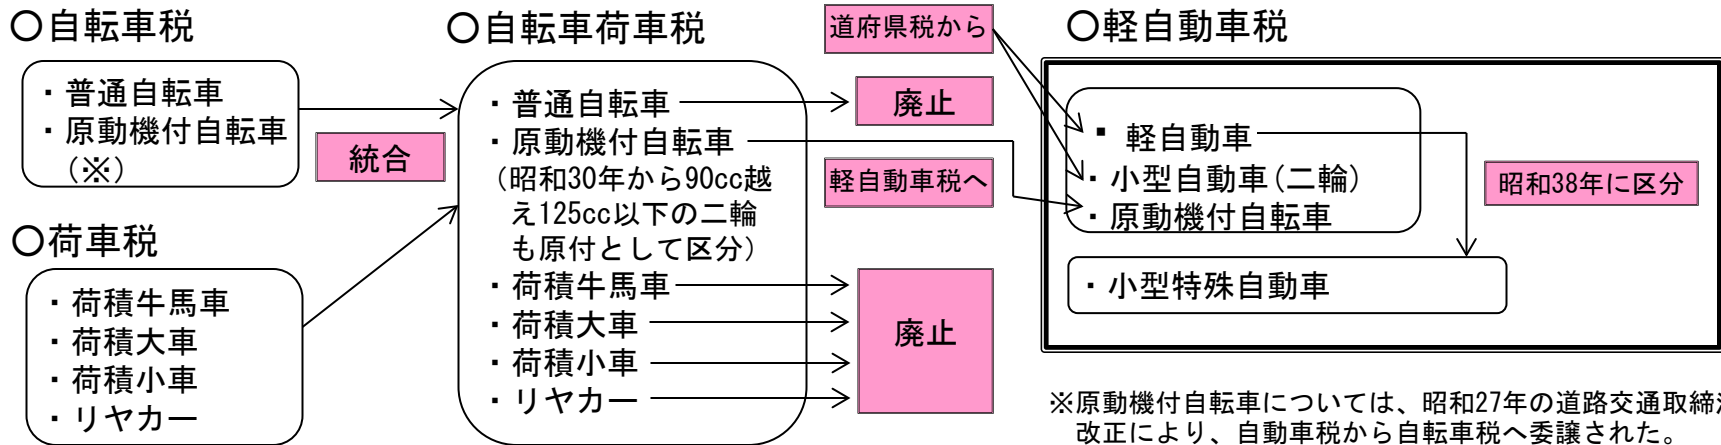 ○自転車税
・普通自転車
・原動機付自転車
(※)
統合
○荷車税
・荷積牛馬車
・荷積大車
・荷積小車
・リヤカー
○自転車荷車税
・普通自転車
・原動機付自転車
(昭和30年から90cc越
え125cc以下の二輪
も原付として区分)
・荷積牛馬車
・荷積大車
・荷積小車
・リヤカー
道府県税から
廃止
軽自動車税へ
廃止
○軽自動車税
・軽自動車
・小型自動車(二輪)
・原動機付自転車
・小型特殊自動車
昭和38年に区分
※原動機付自転車については、昭和27年の道路交通取締
改正により、自動車税から自転車税へ委譲された。